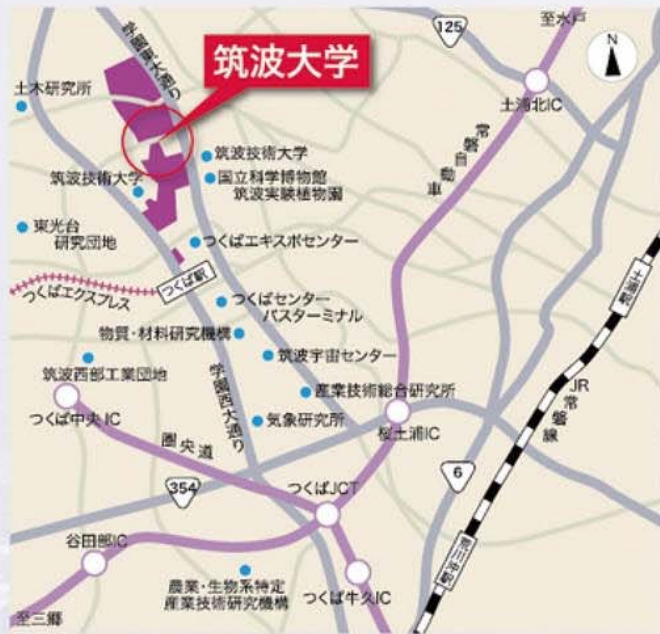 至水戸
125
N
学園東大通り
筑波大学
土木研究所
土浦北IC
常磐自動車
筑波技術大学
国立科学博物館
筑波実験植物園
筑波技術大学
東光台
研究団地
つくばエキスポセンター
つくば駅
つくばエクスプレス
土浦駅
つくばセンター
バスターミナル
物質・材料研究機構
筑波宇宙センター
筑波西部工業団地
学園西大通り
産業技術総合研究所
JR常磐線
つくば中央IC
気象研究所
桜土浦IC
圏央道
6
354
つくばJCT
谷田部IC
荒川沖駅
農業・生物系特定
産業技術研究機構
つくば牛久IC
至三郷